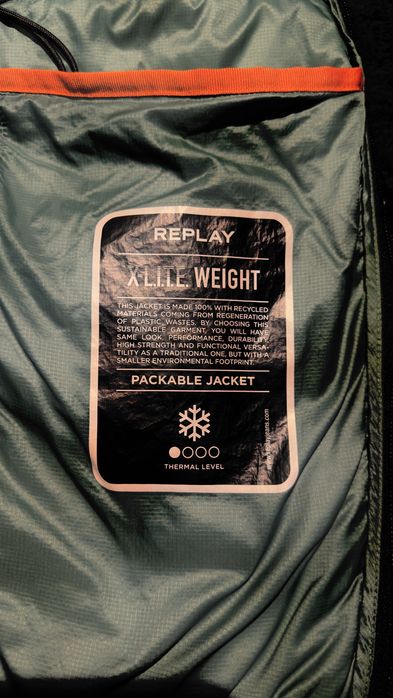 REPLAY
X-L.I.T.E. WEIGHT
THIS JACKET IS MADE 100% WITH RECYCLED
MATERIALS COMING FROM REGENERATION
OF PLASTIC WASTES. BY CHOOSING THIS
SUSTAINABLE GARMENT, YOU WILL HAVE
SAME LOOK, PERFORMANCE, DURABILITY,
HIGH STRENGTH AND FUNCTIONAL VERSA-
TILITY AS A TRADITIONAL ONE, BUT WITH A
SMALLER ENVIRONMENTAL FOOTPRINT.
PACKABLE JACKET
THERMAL LEVEL